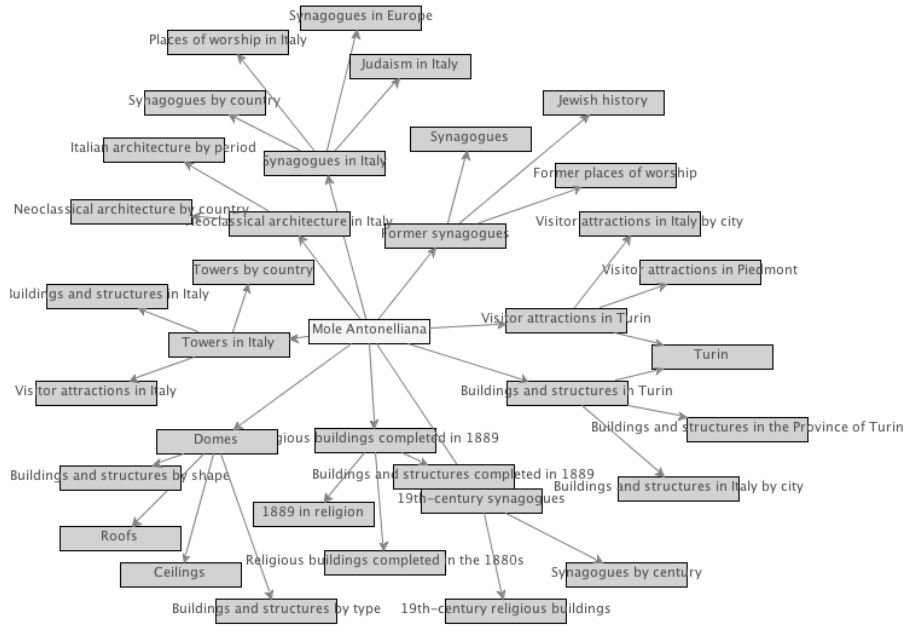 Synagogues in Europe
Places of worship in Italy
Judaism in Italy
Synagogues by country
Jewish history
Synagogues
Italian architecture by period
Synagogues in Italy
Former places of worship
Neoclassical architecture by country
Neoclassical architecture in Italy
Former synagogues
Visitor attractions in Italy by city
Towers by country
Visitor attractions in Piedmont
Buildings and structures in Italy
Mole Antonelliana
Visitor attractions in Turin
Towers in Italy
Turin
Visitor attractions in Italy
Buildings and structures in Turin
Buildings and structures in the Province of Turin
Domes
gious buildings completed in 1889
Buildings and structures by shape
Buildings and structures completed in 1889
Buildings and structures in Italy by city
19th-century synagogues
1889 in religion
Roofs
Religious buildings completed in the 1880s
Ceilings
Synagogues by century
Buildings and structures by type
19th-century religious buildings